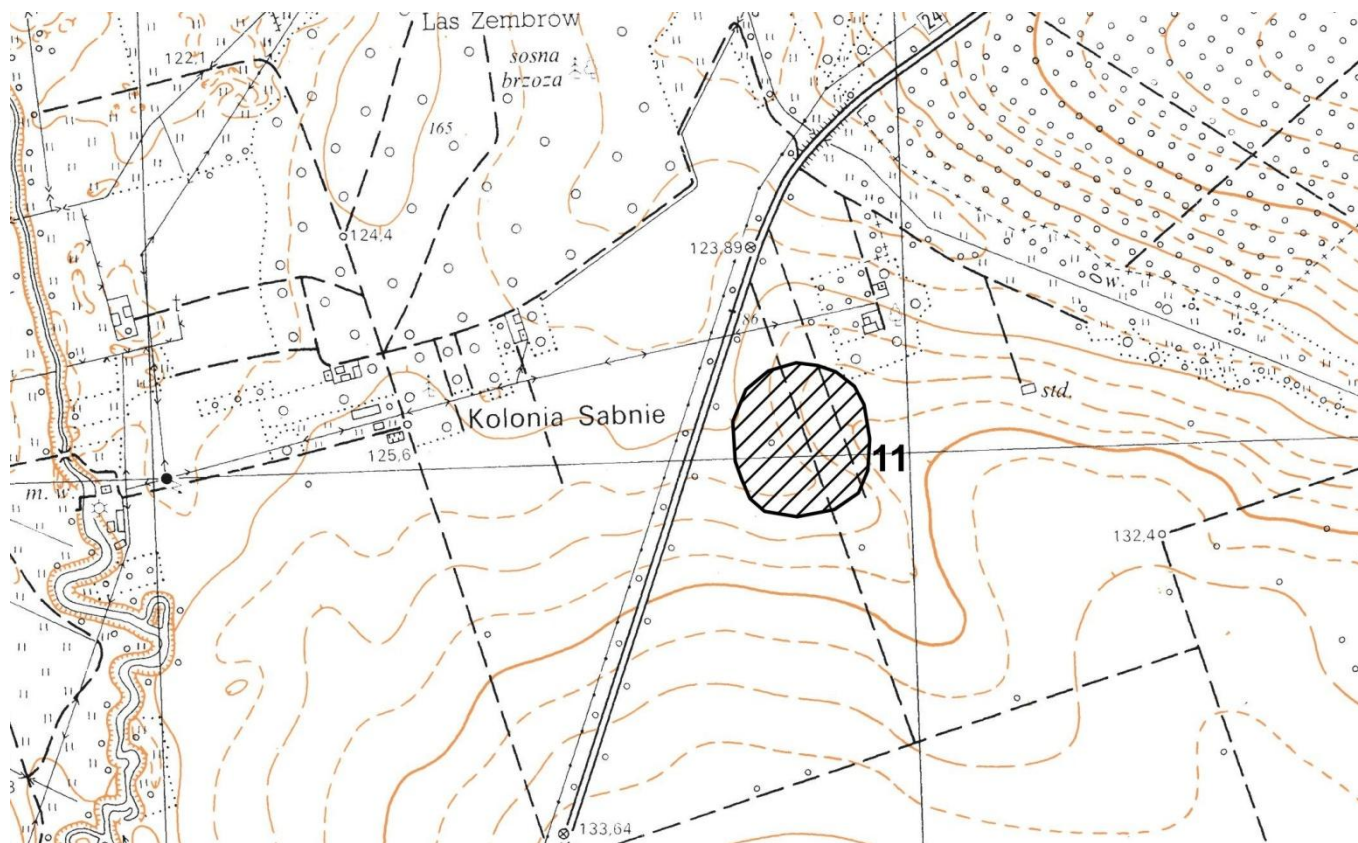 Las Zembrów
24
122,1
sosna
brzoza
165
124,4
123,89
w
86
std.
Kolonia Sabnie
125,6
11
m. w
132,4
133,64